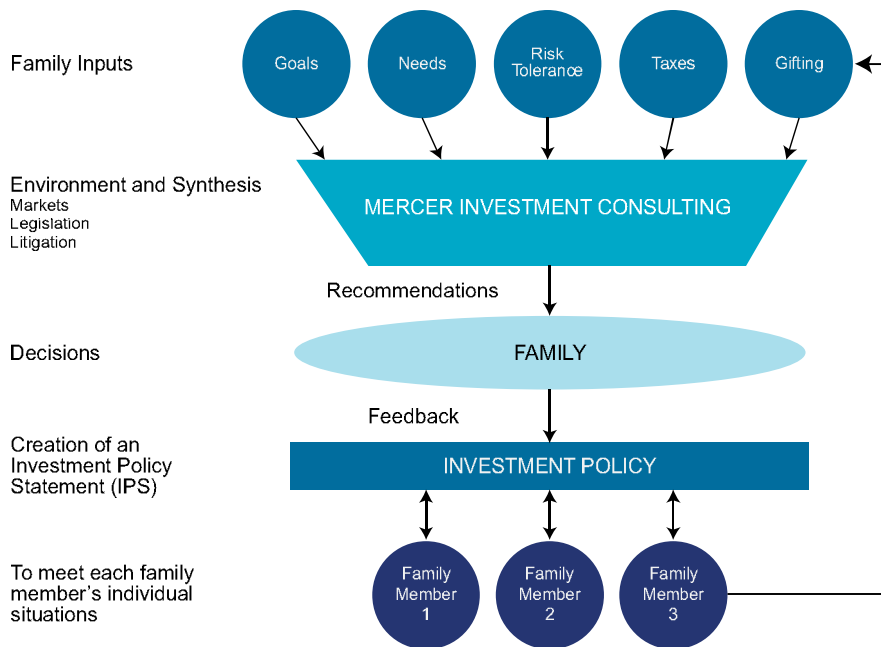 Family Inputs
Goals
Needs
Risk
Tolerance
Taxes
Gifting
Environment and Synthesis
Markets
Legislation
Litigation
MERCER INVESTMENT CONSULTING
Recommendations
Decisions
FAMILY
Feedback
Creation of an
Investment Policy
Statement (IPS)
INVESTMENT POLICY
To meet each family
member's individual
situations
Family
Member
1
Family
Member
2
Family
Member
3